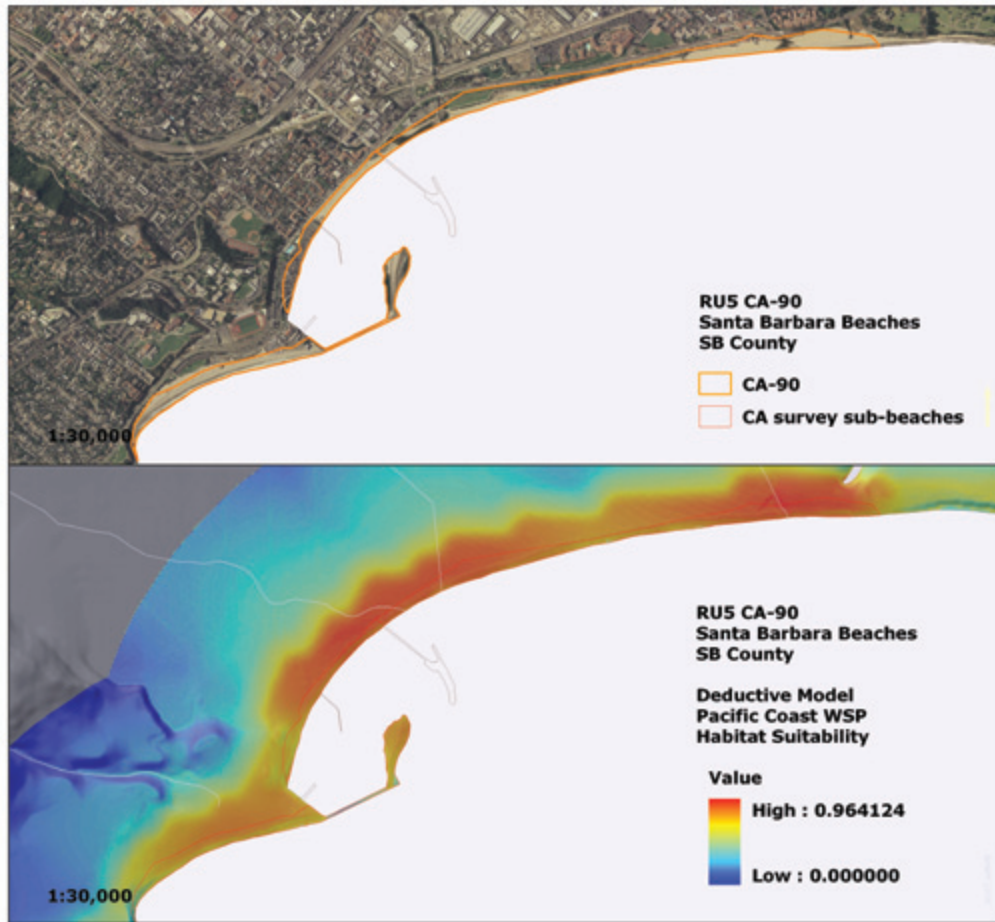 RU5 CA-90
Santa Barbara Beaches
SB County
CA-90
CA survey sub-beaches
1:30,000
RU5 CA-90
Santa Barbara Beaches
SB County
Deductive Model
Pacific Coast WSP
Habitat Suitability
Value
High : 0.964124
Low : 0.000000
1:30,000